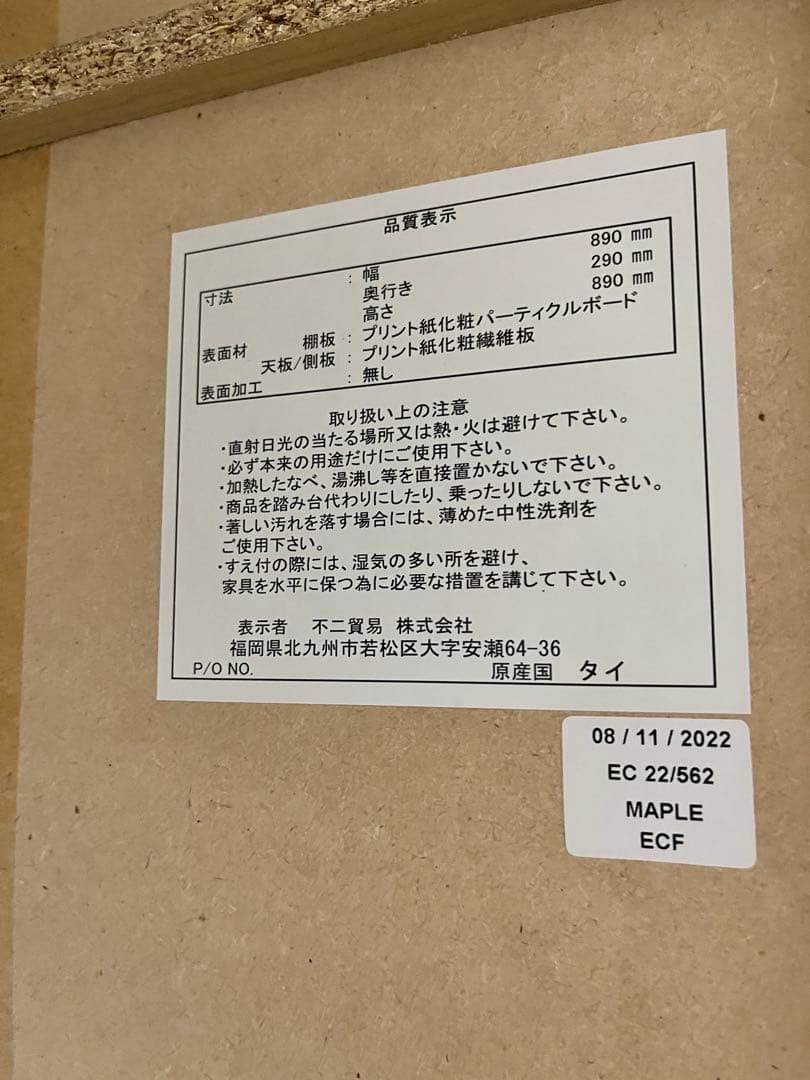 品質表示
寸法 : 幅 890 mm
奥行き 290 mm
高さ 890 mm
表面材 棚板 : プリント紙化粧パーティクルボード
天板/側板 : プリント紙化粧繊維板
表面加工 : 無し
取り扱い上の注意
・直射日光の当たる場所又は熱・火は避けて下さい。
・必ず本来の用途だけにご使用下さい。
・加熱したなべ、湯沸し等を直接置かないで下さい。
・商品を踏み台代わりにしたり、乗ったりしないで下さい。
・著しい汚れを落す場合には、薄めた中性洗剤を
ご使用下さい。
・すえ付の際には、湿気の多い所を避け、
家具を水平に保つ為に必要な措置を講じて下さい。
表示者 不二貿易 株式会社
福岡県北九州市若松区大字安瀬64-36
P/O NO. 原産国 タイ
08 / 11 / 2022
EC 22/562
MAPLE
ECF